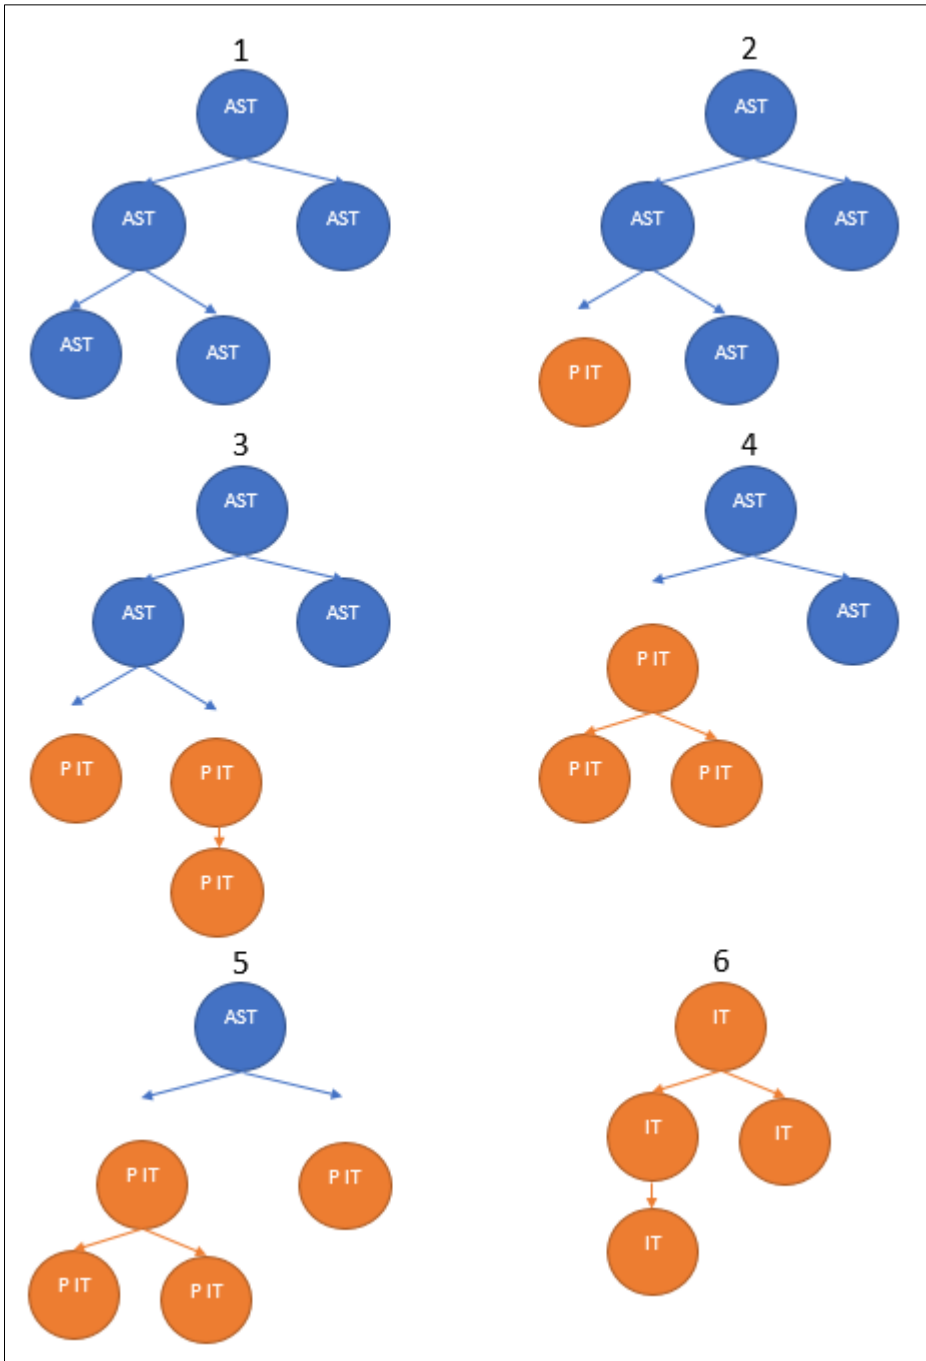 1 2
AST AST
AST AST AST AST
AST AST P IT AST
3 4
AST AST
AST AST AST
P IT
P IT P IT P IT P IT
P IT
5 6
AST IT
IT IT
P IT P IT
IT
P IT P IT